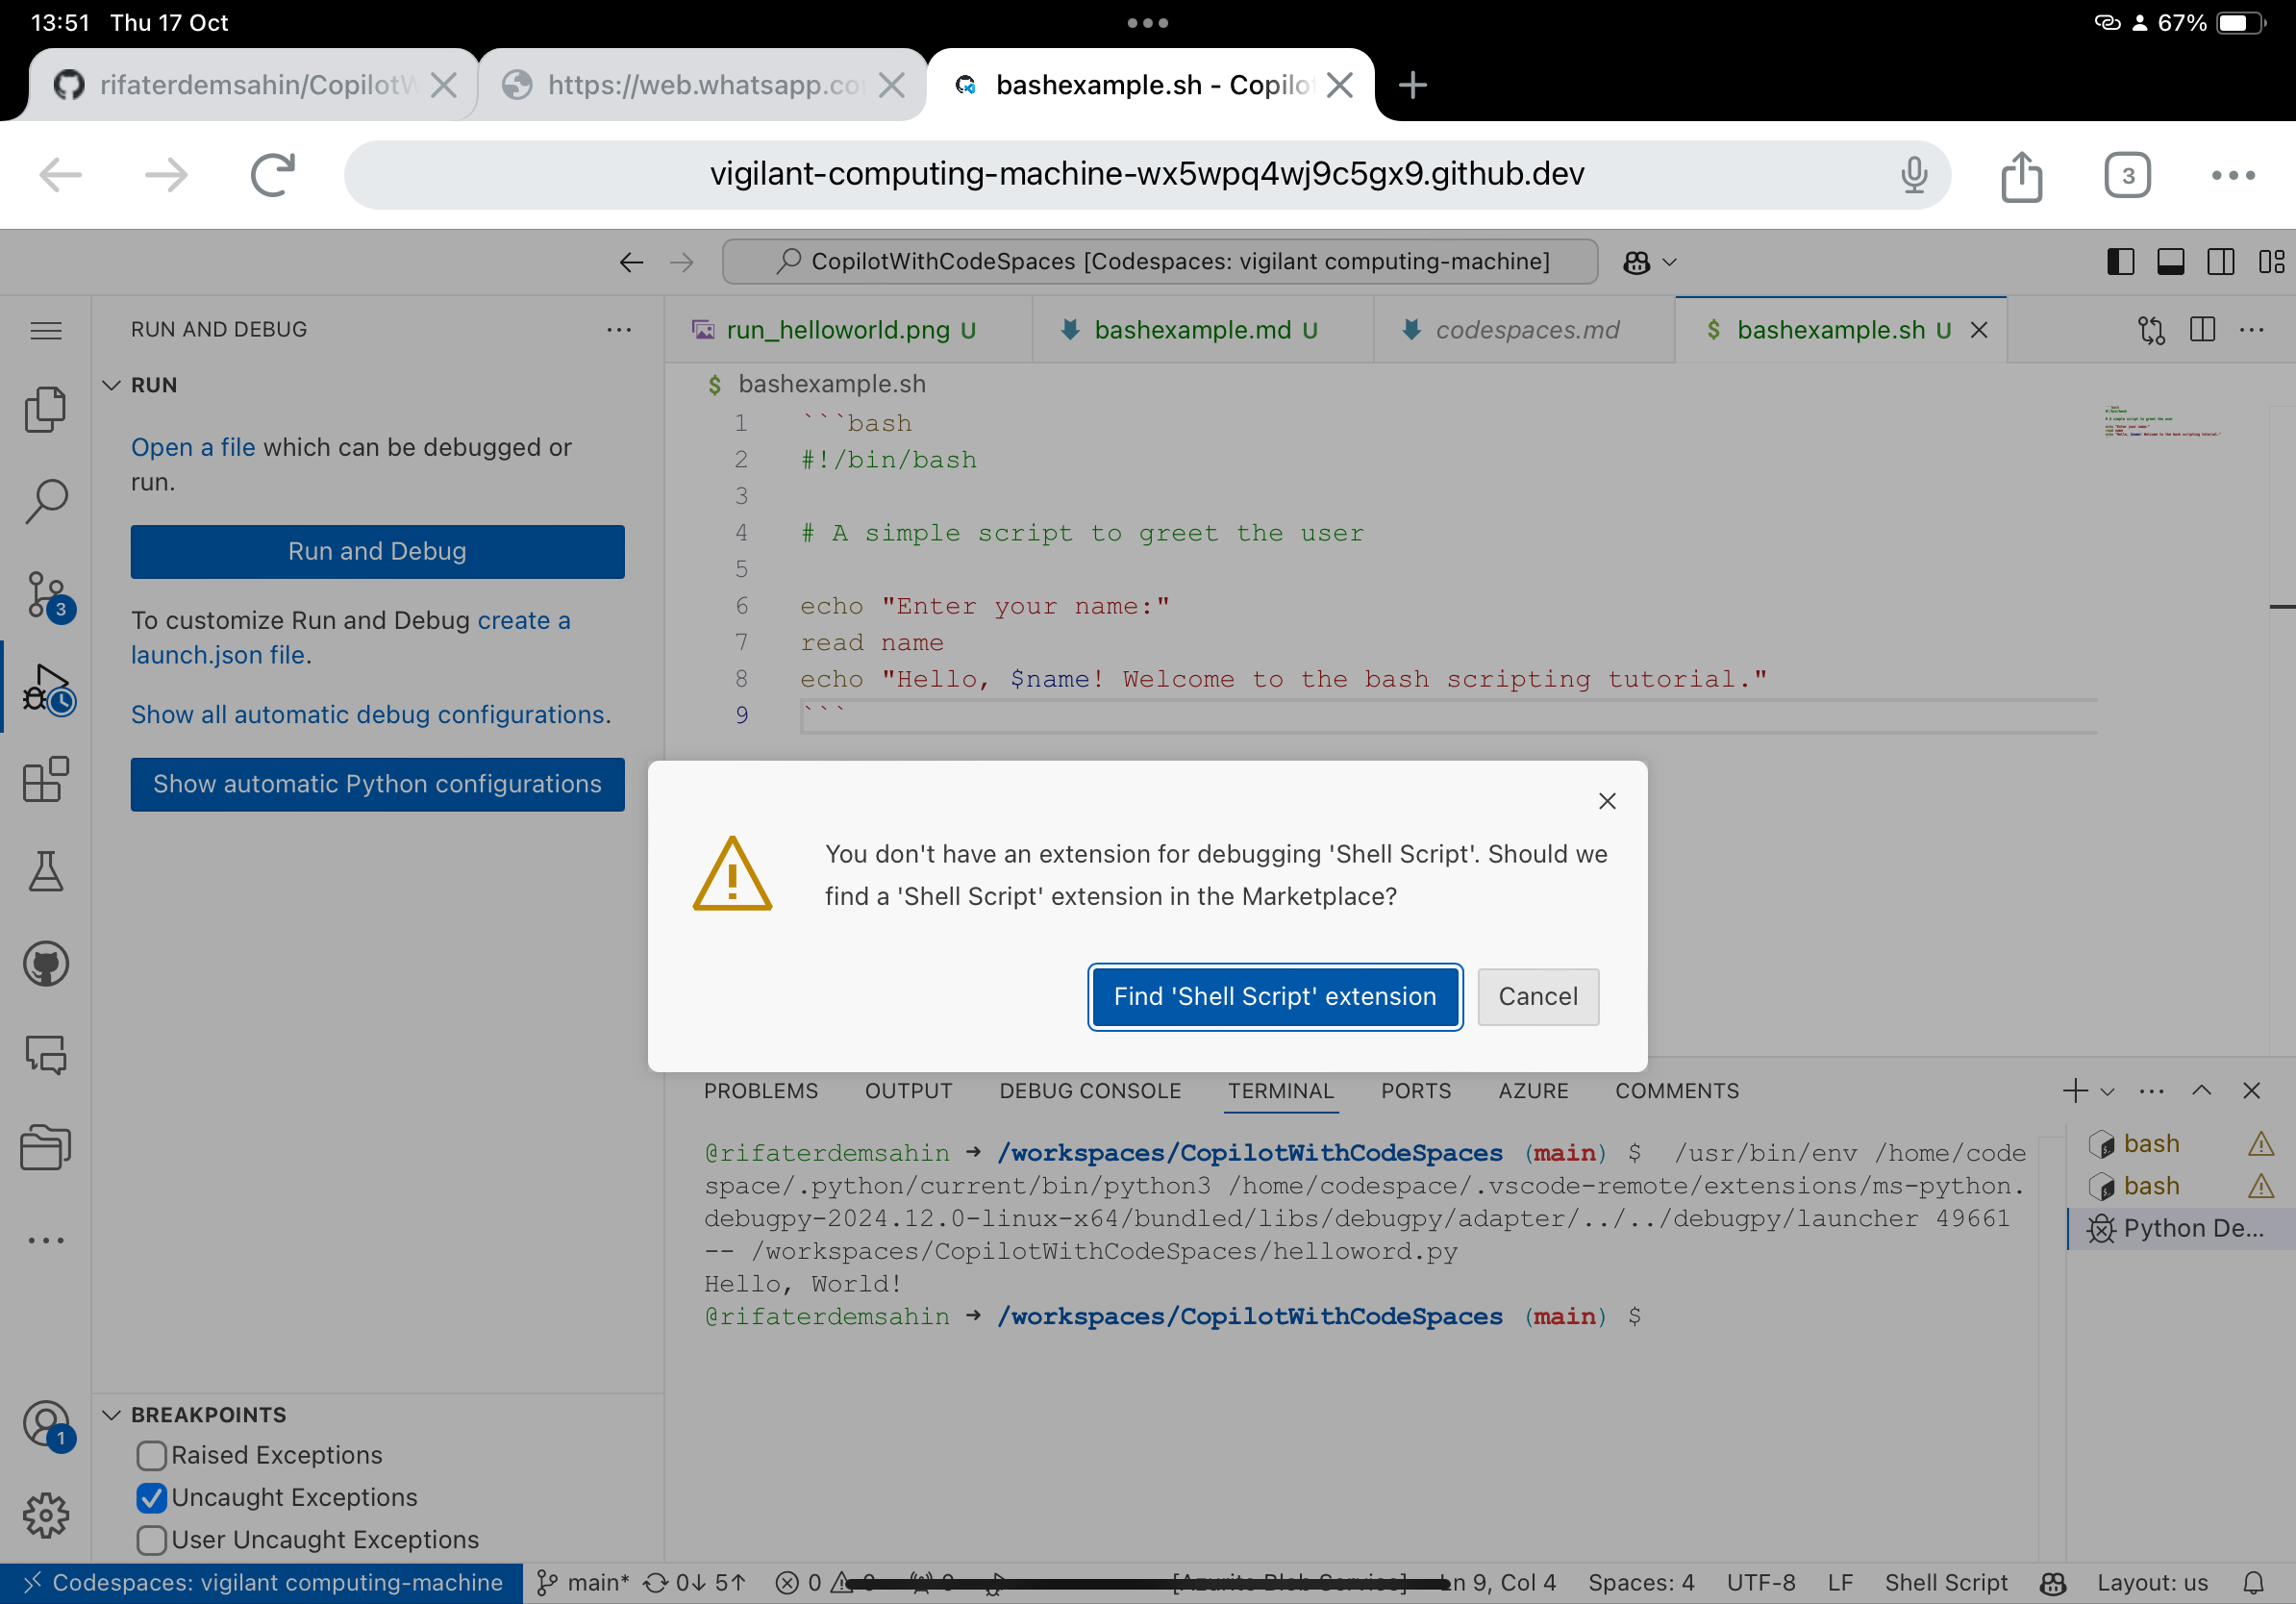 13:51 Thu 17 Oct
67%
rifaterdemsahin/CopilotW
https://web.whatsapp.co
bashexample.sh - Copilo
vigilant-computing-machine-wx5wpq4wj9c5gx9.github.dev
3
CopilotWithCodeSpaces [Codespaces: vigilant computing-machine]
RUN AND DEBUG
run_helloworld.png U
bashexample.md U
codespaces.md
$ bashexample.sh U
RUN
$ bashexample.sh
Open a file which can be debugged or
run.
Run and Debug
To customize Run and Debug create a
launch.json file.
Show all automatic debug configurations.
Show automatic Python configurations
3
1 ```bash
2 #!/bin/bash
3
4 # A simple script to greet the user
5
6 echo "Enter your name:"
7 read name
8 echo "Hello, $name! Welcome to the bash scripting tutorial."
9 ```
You don't have an extension for debugging 'Shell Script'. Should we
find a 'Shell Script' extension in the Marketplace?
Find 'Shell Script' extension
Cancel
PROBLEMS OUTPUT DEBUG CONSOLE TERMINAL PORTS AZURE COMMENTS
@rifaterdemsahin ➜ /workspaces/CopilotWithCodeSpaces (main) $ /usr/bin/env /home/code
space/.python/current/bin/python3 /home/codespace/.vscode-remote/extensions/ms-python.
debugpy-2024.12.0-linux-x64/bundled/libs/debugpy/adapter/../../debugpy/launcher 49661
-- /workspaces/CopilotWithCodeSpaces/helloword.py
Hello, World!
@rifaterdemsahin ➜ /workspaces/CopilotWithCodeSpaces (main) $
bash
bash
Python De...
BREAKPOINTS
Raised Exceptions
Uncaught Exceptions
User Uncaught Exceptions
1
Codespaces: vigilant computing-machine
main* 0↓ 5↑ 0
Ln 9, Col 4 Spaces: 4 UTF-8 LF Shell Script Layout: us